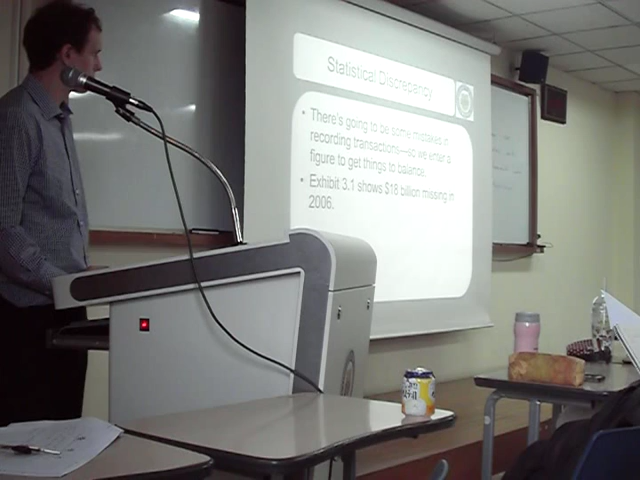 Statistical Discrepancy
• There's going to be some mistakes in
recording transactions—so we enter a
figure to get things to balance.
• Exhibit 3.1 shows $18 billion missing in
2006.